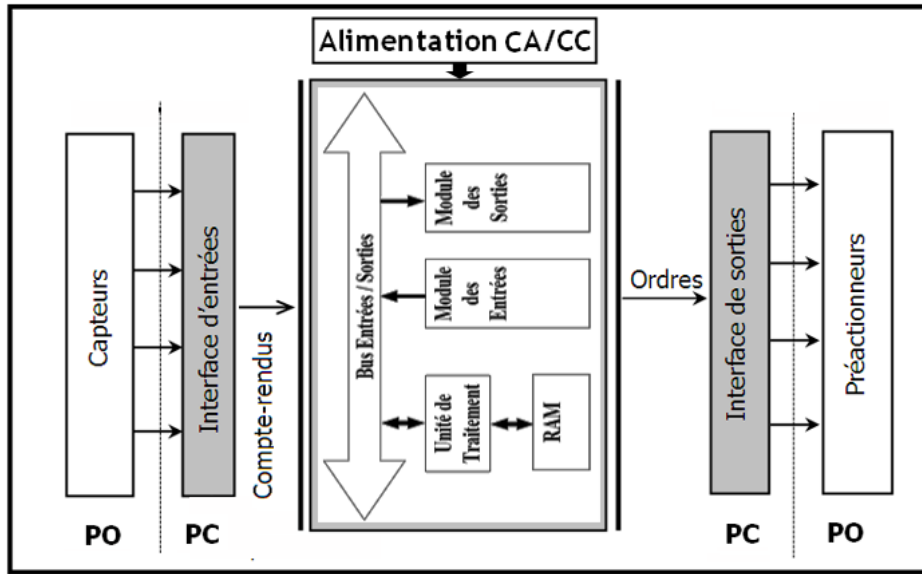 Alimentation CA/CC
Capteurs
Interface d'entrées
Compte-rendus
Bus Entrées / Sorties
Module
des
Sorties
Module
des
Entrées
Unité de
Traitement
RAM
Ordres
Interface de sorties
Préactionneurs
PO
PC
PC
PO